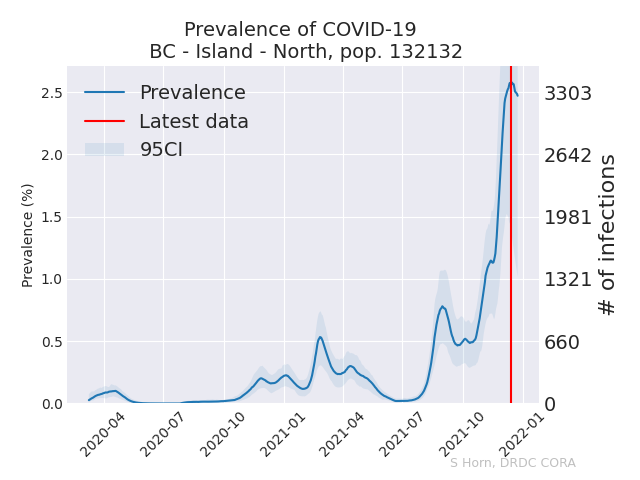 Prevalence of COVID-19
BC - Island - North, pop. 132132
Prevalence
Latest data
95CI
Prevalence (%)
2.5
2.0
1.5
1.0
0.5
0.0
3303
2642
1981
1321
660
0
# of infections
2020-04
2020-07
2020-10
2021-01
2021-04
2021-07
2021-10
2022-01
S Horn, DRDC CORA